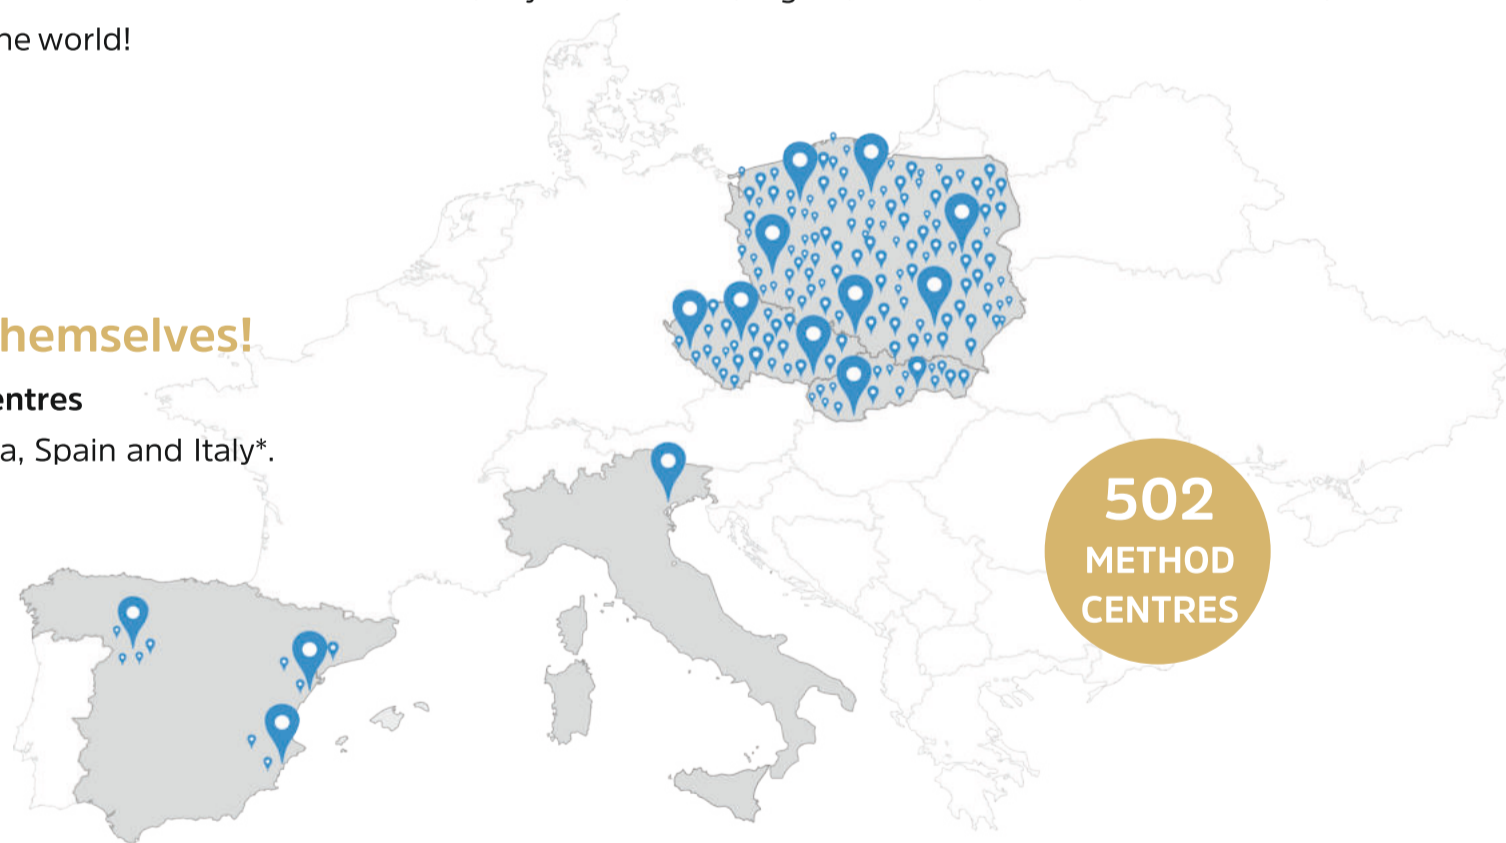 he world!
hemselves!
entres
a, Spain and Italy*.
502
METHOD
CENTRES